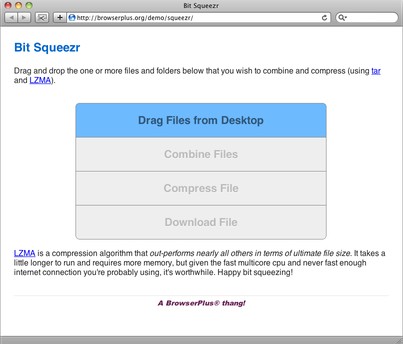 Bit Squeezr
http://browserplus.org/demo/squeezr/
Bit Squeezr
Drag and drop the one or more files and folders below that you wish to combine and compress (using tar
and LZMA).
Drag Files from Desktop
Combine Files
Compress File
Download File
LZMA is a compression algorithm that out-performs nearly all others in terms of ultimate file size. It takes a
little longer to run and requires more memory, but given the fast multicore cpu and never fast enough
internet connection you're probably using, it's worthwhile. Happy bit squeezing!
A BrowserPlus® thang!